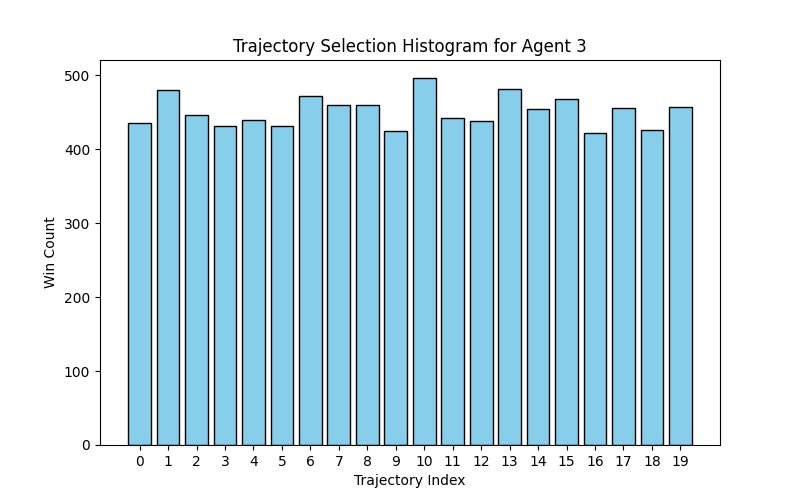 Trajectory Selection Histogram for Agent 3
500
400
300
200
100
0
Win Count
0 1 2 3 4 5 6 7 8 9 10 11 12 13 14 15 16 17 18 19
Trajectory Index